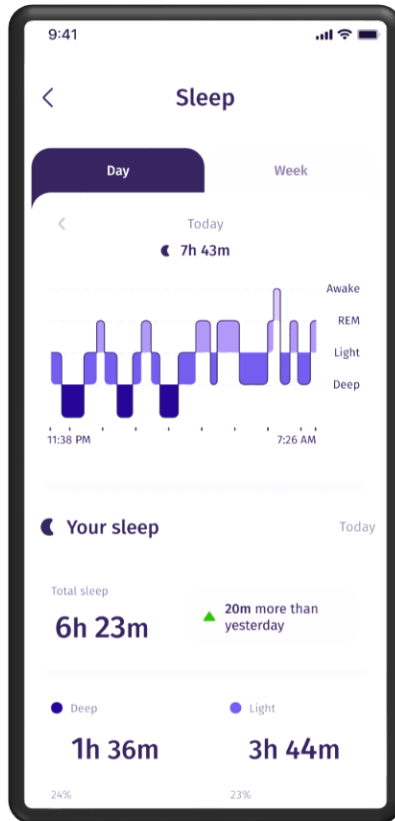 9:41
Sleep
Day Week
Today
7h 43m
Awake
REM
Light
Deep
11:38 PM 7:26 AM
Your sleep Today
Total sleep
6h 23m
20m more than
yesterday
Deep Light
1h 36m 3h 44m
24% 23%